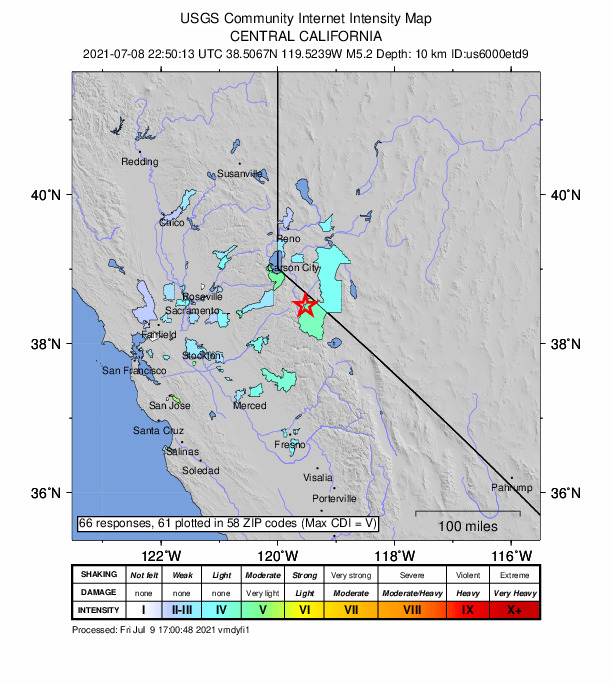 USGS Community Internet Intensity Map
CENTRAL CALIFORNIA
2021-07-08 22:50:13 UTC 38.5067N 119.5239W M5.2 Depth: 10 km ID:us6000etd9
Redding
Susanville
40°N
40°N
Chico
Reno
Carson City
Roseville
Sacramento
Fairfield
38°N
38°N
Stockton
San Francisco
San Jose
Merced
Santa Cruz
Fresno
Salinas
Soledad
Visalia
Pahrump
36°N
36°N
Porterville
66 responses, 61 plotted in 58 ZIP codes (Max CDI = V)
100 miles
122°W 120°W 118°W 116°W
SHAKING Not felt Weak Light Moderate Strong Very strong Severe Violent Extreme
DAMAGE none none none Very light Light Moderate Moderate/Heavy Heavy Very Heavy
INTENSITY I II-III IV V VI VII VIII IX X+
Processed: Fri Jul 9 17:00:48 2021 vmdyfi1